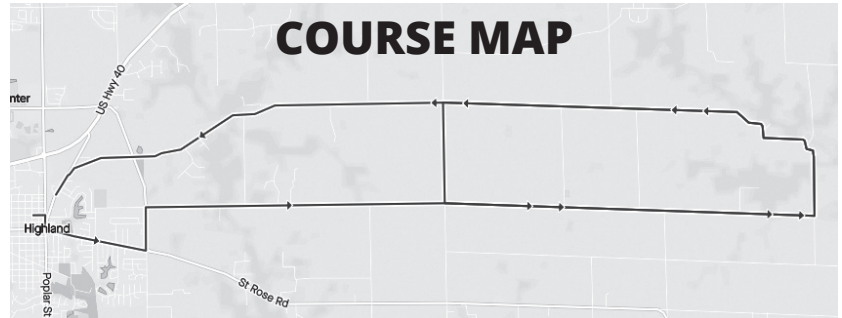 COURSE MAP
US Hwy 40
nter
Highland
Poplar St
St Rose Rd